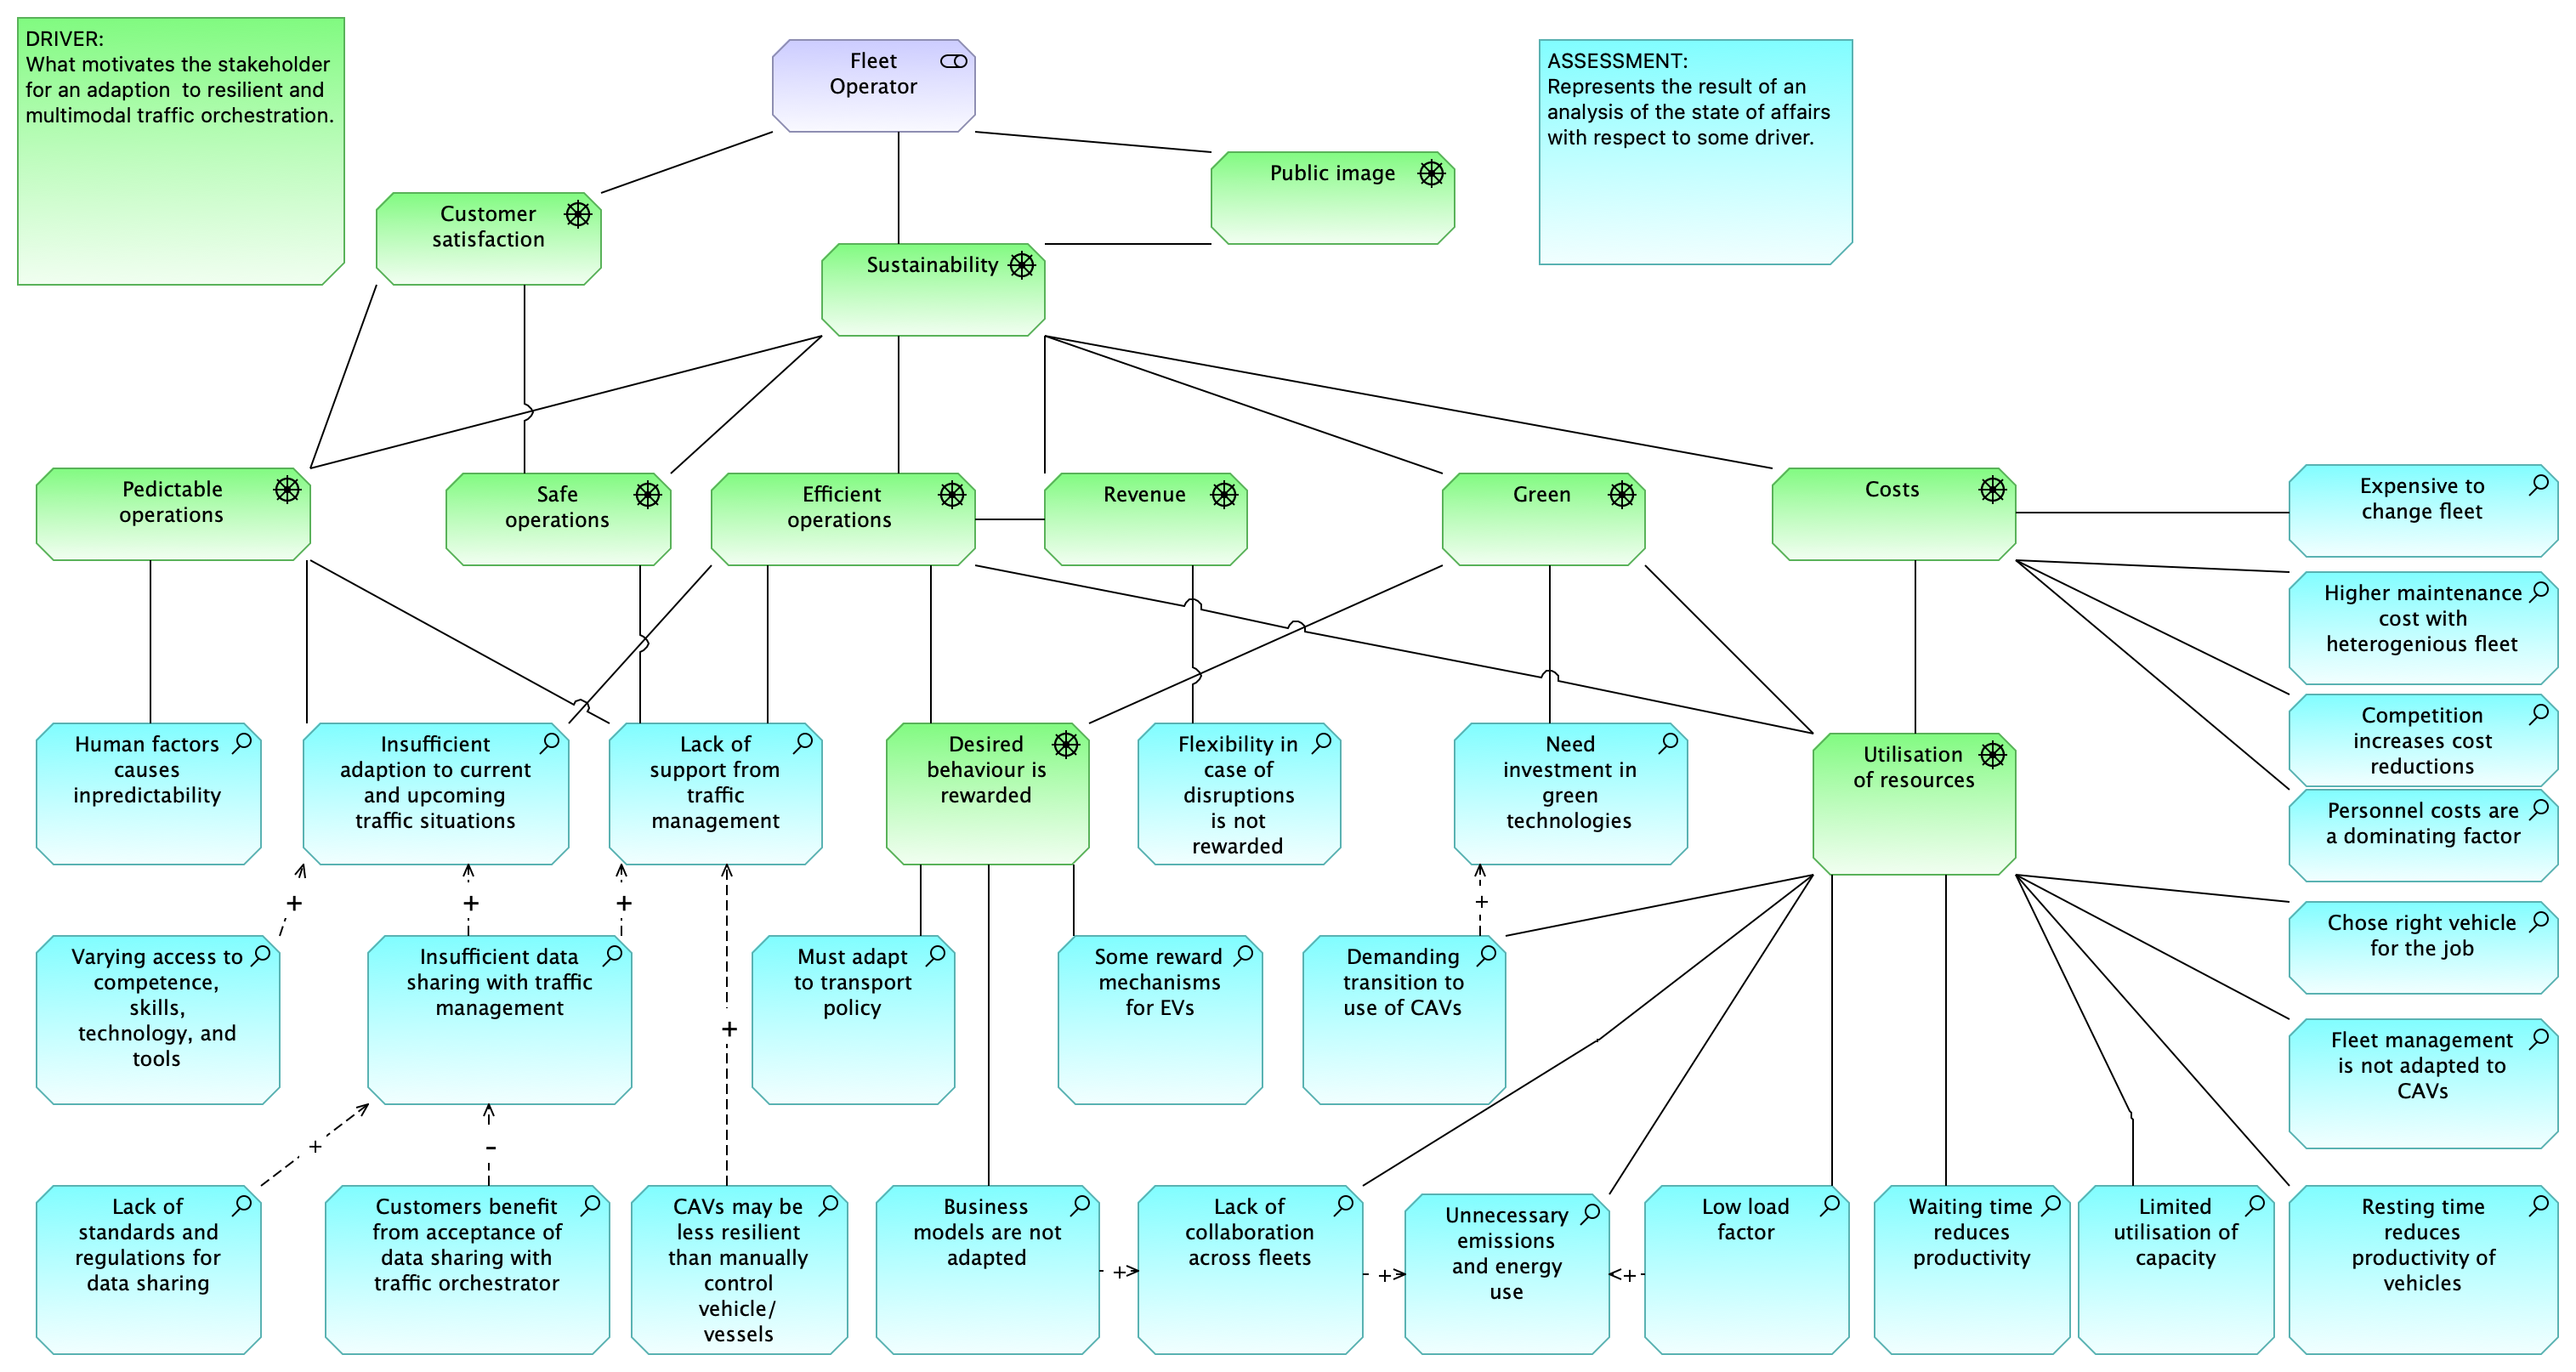 DRIVER:
What motivates the stakeholder
for an adaption to resilient and
multimodal traffic orchestration.
Fleet
Operator
ASSESSMENT:
Represents the result of an
analysis of the state of affairs
with respect to some driver.
Public image
Customer
satisfaction
Sustainability
Pedictable
operations
Safe
operations
Efficient
operations
Revenue
Green
Costs
Expensive to
change fleet
Higher maintenance
cost with
heterogenious fleet
Competition
increases cost
reductions
Personnel costs are
a dominating factor
Human factors
causes
inpredictability
Insufficient
adaption to current
and upcoming
traffic situations
Lack of
support from
traffic
management
Desired
behaviour is
rewarded
Flexibility in
case of
disruptions
is not
rewarded
Need
investment in
green
technologies
Utilisation
of resources
+
+
+
+
Varying access to
competence,
skills,
technology, and
tools
Insufficient data
sharing with traffic
management
+
Must adapt
to transport
policy
Some reward
mechanisms
for EVs
Demanding
transition to
use of CAVs
Chose right vehicle
for the job
Fleet management
is not adapted to
CAVs
+
-
Lack of
standards and
regulations for
data sharing
Customers benefit
from acceptance of
data sharing with
traffic orchestrator
CAVs may be
less resilient
than manually
control
vehicle/
vessels
Business
models are not
adapted
+
Lack of
collaboration
across fleets
+
Unnecessary
emissions
and energy
use
+
Low load
factor
Waiting time
reduces
productivity
Limited
utilisation of
capacity
Resting time
reduces
productivity of
vehicles